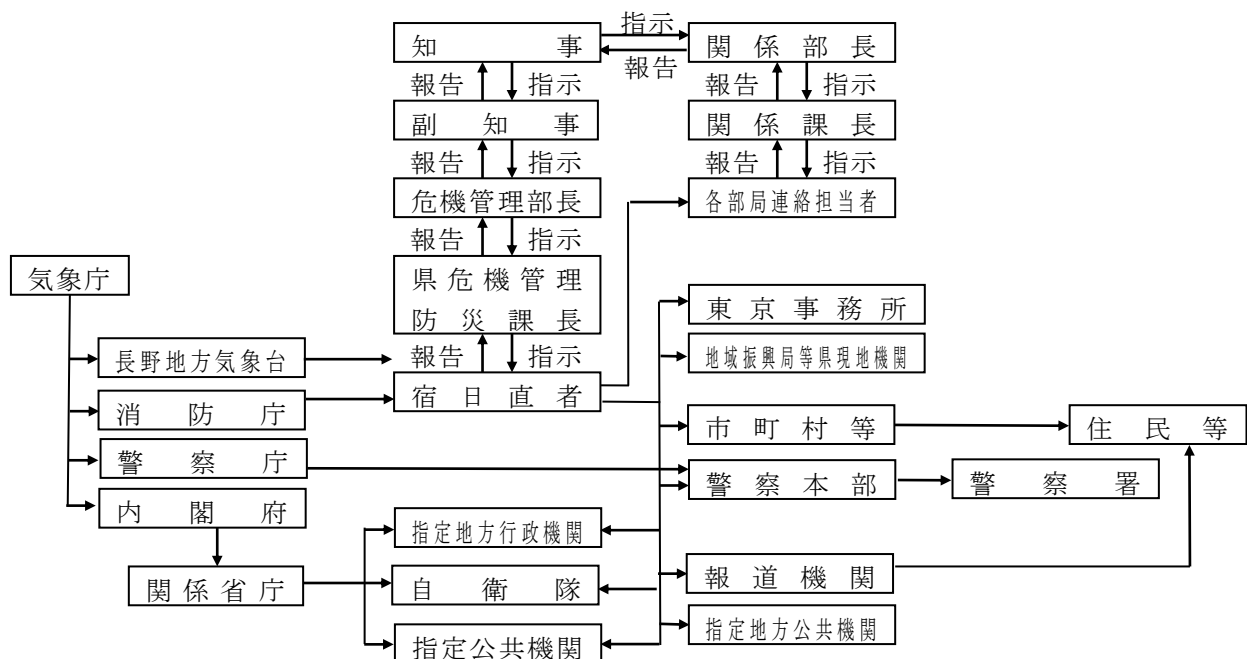 指示
知事
関係部長
報告
報告 指示
報告 指示
副知事
関係課長
報告 指示
報告 指示
危機管理部長
各部局連絡担当者
報告 指示
気象庁
県危機管理
防災課長
東京事務所
報告 指示
長野地方気象台
地域振興局等県現地機関
宿日直者
消防庁
市町村等
住民等
警察庁
警察本部
警察署
内閣府
指定地方行政機関
関係省庁
自衛隊
報道機関
指定公共機関
指定地方公共機関